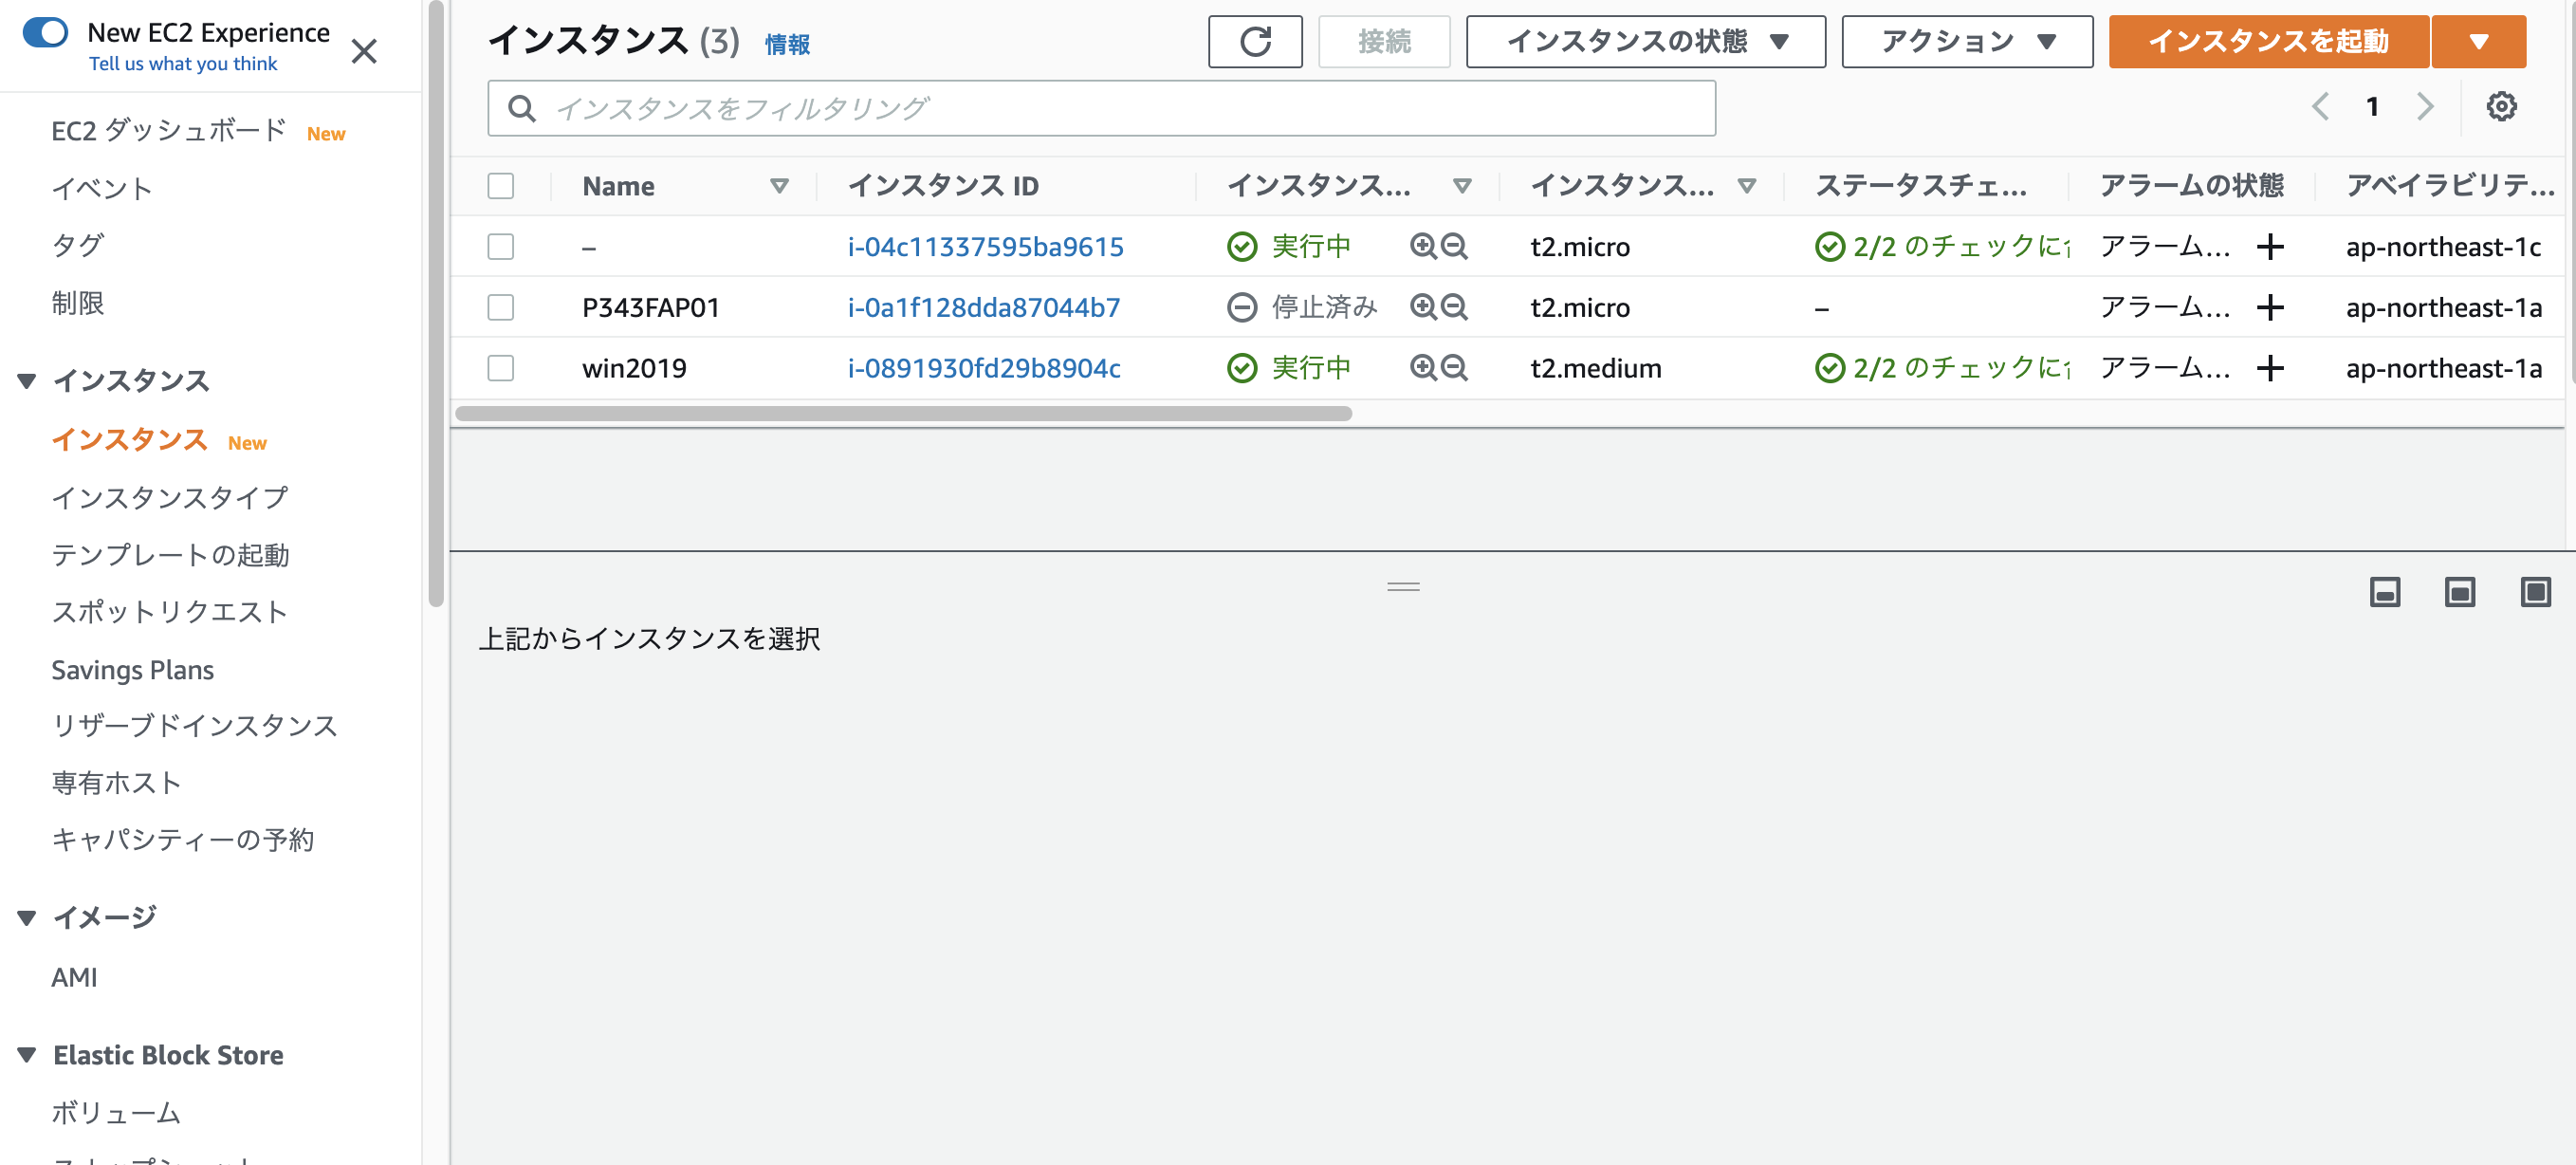 New EC2 Experience
Tell us what you think
EC2 ダッシュボード New
イベント
タグ
制限
インスタンス
インスタンス New
インスタンスタイプ
テンプレートの起動
スポットリクエスト
Savings Plans
リザーブドインスタンス
専有ホスト
キャパシティーの予約
イメージ
AMI
Elastic Block Store
ボリューム
インスタンス (3) 情報
接続
インスタンスの状態
アクション
インスタンスを起動
インスタンスをフィルタリング
1
Name インスタンス ID インスタンス... インスタンス... ステータスチェ... アラームの状態 アベイラビリテ...
– i-04c11337595ba9615 実行中 t2.micro 2/2 のチェックに アラーム... + ap-northeast-1c
P343FAP01 i-0a1f128dda87044b7 停止済み t2.micro – アラーム... + ap-northeast-1a
win2019 i-0891930fd29b8904c 実行中 t2.medium 2/2 のチェックに アラーム... + ap-northeast-1a
上記からインスタンスを選択